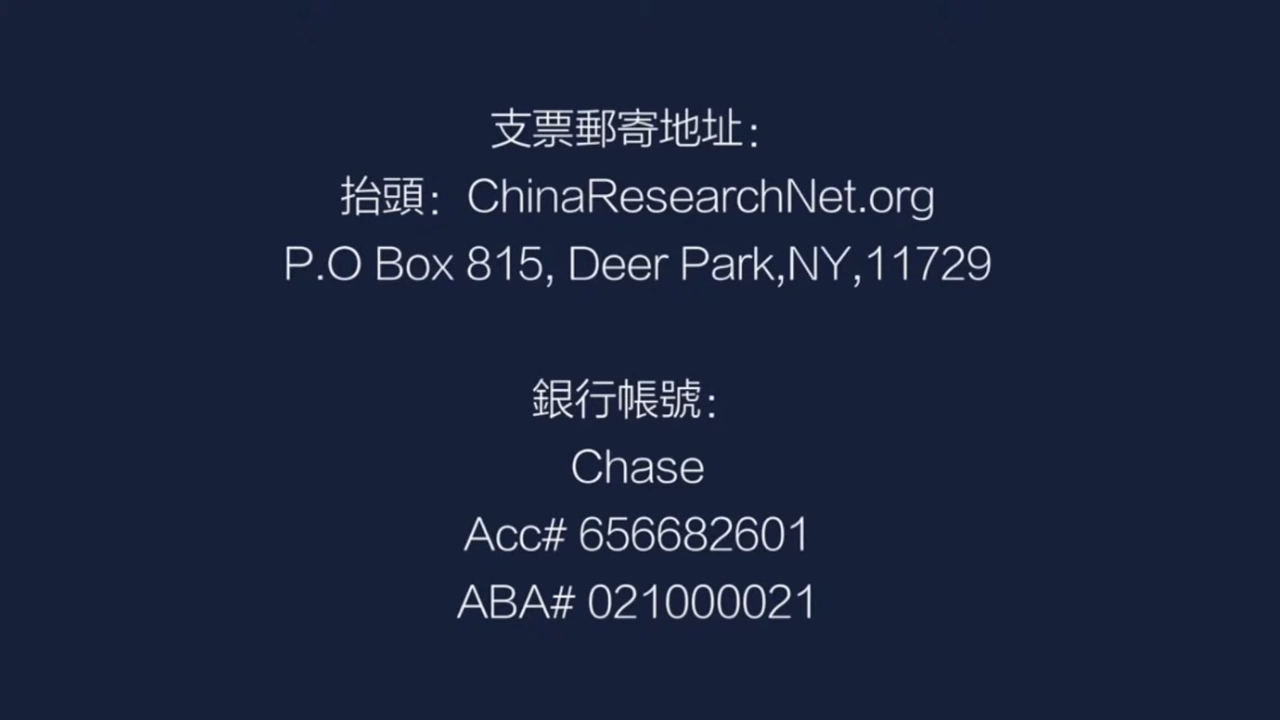 支票郵寄地址：
抬頭：ChinaResearchNet.org
P.O Box 815, Deer Park,NY,11729
銀行帳號：
Chase
Acc# 656682601
ABA# 021000021